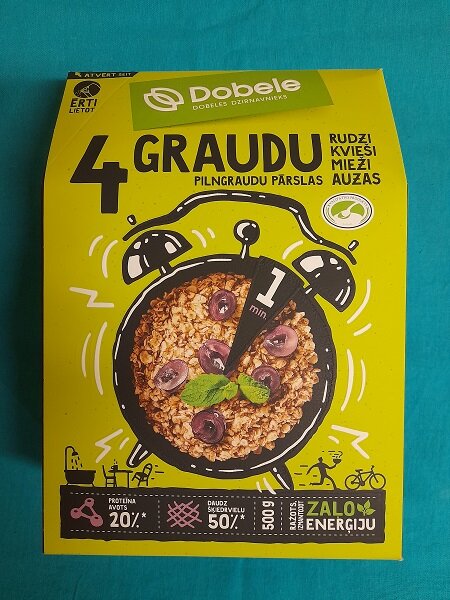 ATVĒRT ŠEIT
ĒRTI
LIETOT
Dobele
DOBELES DZIRNAVNIEKS
4 GRAUDU
PILNGRAUDU PĀRSLAS
RUDZI
KVIEŠI
MIEŽI
AUZAS
1
min.
PROTEĪNA
AVOTS
20%*
DAUDZ
ŠĶIEDRVIELU
50%*
500 g
RAŽOTS,
IZMANTOJOT
ZAĻO
ENERĢIJU